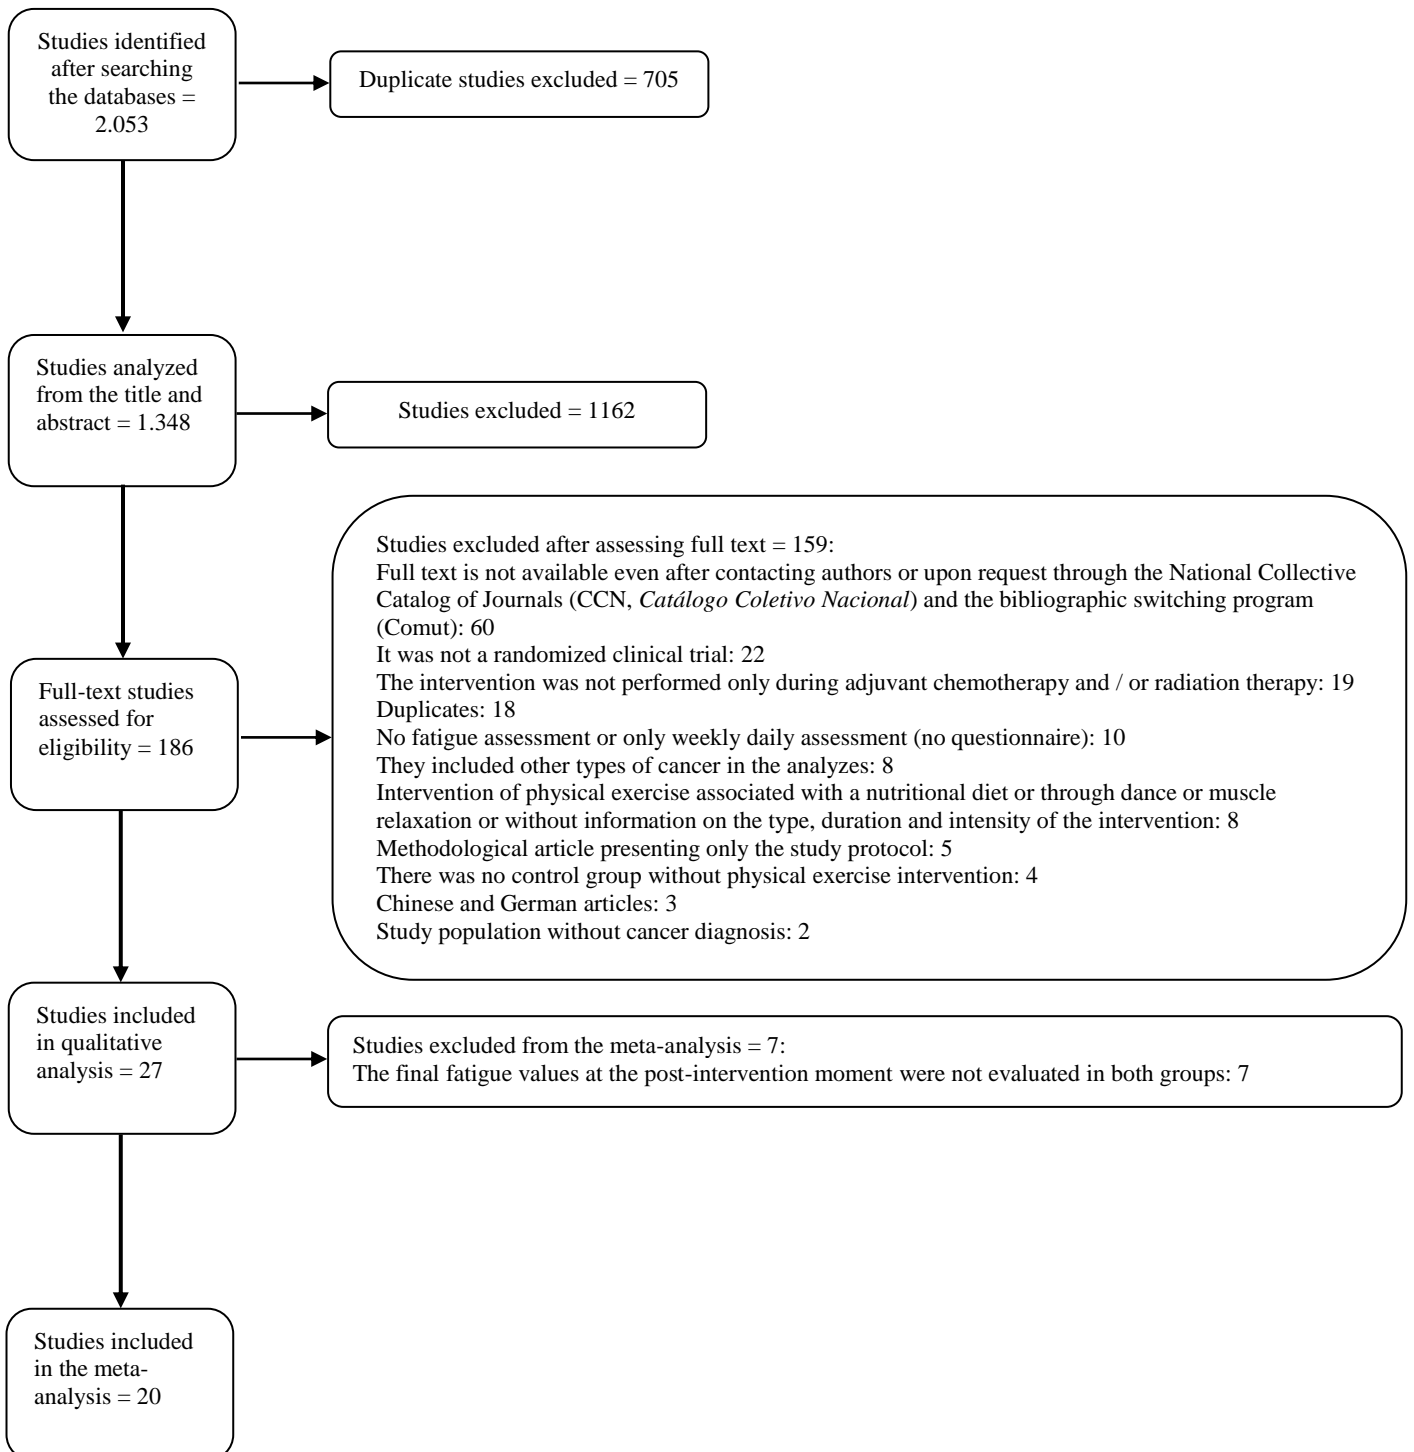 Studies identified
after searching
the databases =
2.053
Duplicate studies excluded = 705
Studies analyzed
from the title and
abstract = 1.348
Studies excluded = 1162
Full-text studies
assessed for
eligibility = 186
Studies excluded after assessing full text = 159:
Full text is not available even after contacting authors or upon request through the National Collective
Catalog of Journals (CCN, Catálogo Coletivo Nacional) and the bibliographic switching program
(Comut): 60
It was not a randomized clinical trial: 22
The intervention was not performed only during adjuvant chemotherapy and / or radiation therapy: 19
Duplicates: 18
No fatigue assessment or only weekly daily assessment (no questionnaire): 10
They included other types of cancer in the analyzes: 8
Intervention of physical exercise associated with a nutritional diet or through dance or muscle
relaxation or without information on the type, duration and intensity of the intervention: 8
Methodological article presenting only the study protocol: 5
There was no control group without physical exercise intervention: 4
Chinese and German articles: 3
Study population without cancer diagnosis: 2
Studies included
in qualitative
analysis = 27
Studies excluded from the meta-analysis = 7:
The final fatigue values at the post-intervention moment were not evaluated in both groups: 7
Studies included
in the meta-
analysis = 20